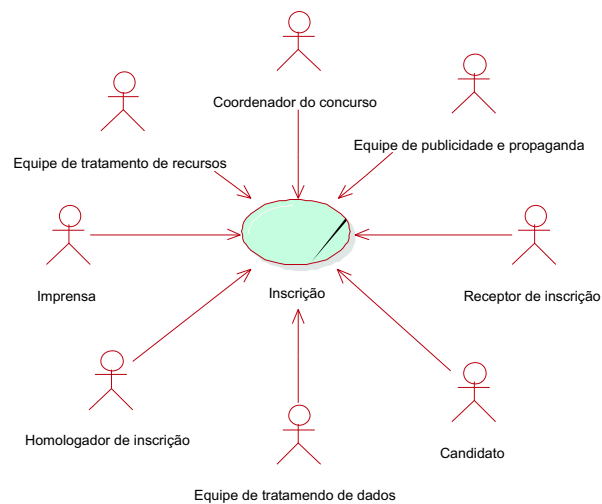 Coordenador do concurso
Equipe de publicidade e propaganda
Equipe de tratamento de recursos
Imprensa
Inscrição
Receptor de inscrição
Homologador de inscrição
Candidato
Equipe de tratamendo de dados